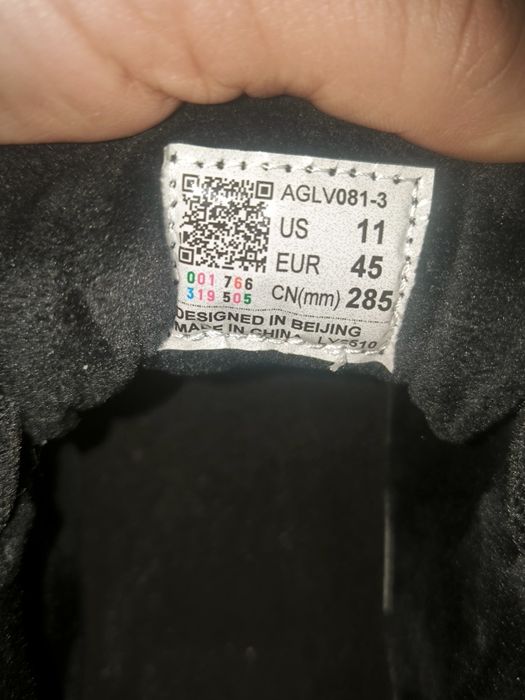 AGLV081-3
US 11
EUR 45
CN(mm) 285
001 766
319 505
DESIGNED IN BEIJING
MADE IN CHINA